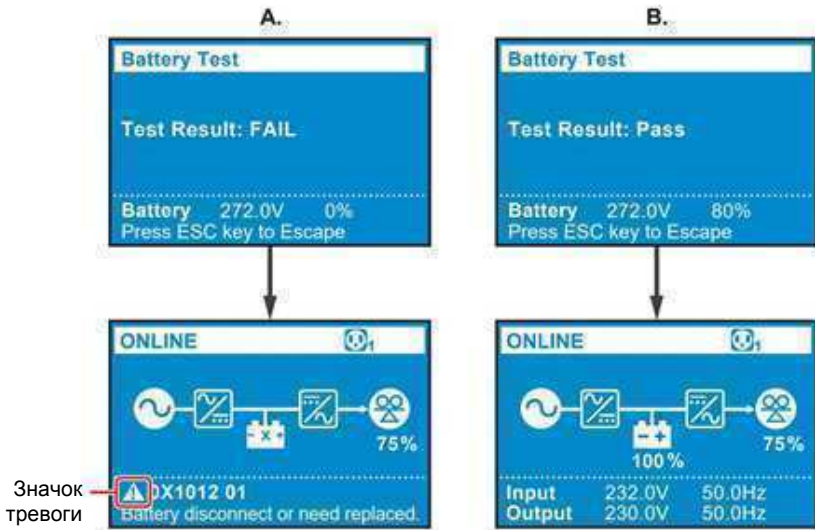 A.
Battery Test
Test Result: FAIL
Battery 272.0V 0%
Press ESC key to Escape
ONLINE 1
75%
0X1012 01
Battery disconnect or need replaced.
Значок
тревоги
B.
Battery Test
Test Result: Pass
Battery 272.0V 80%
Press ESC key to Escape
ONLINE 1
75%
100%
Input 232.0V 50.0Hz
Output 230.0V 50.0Hz